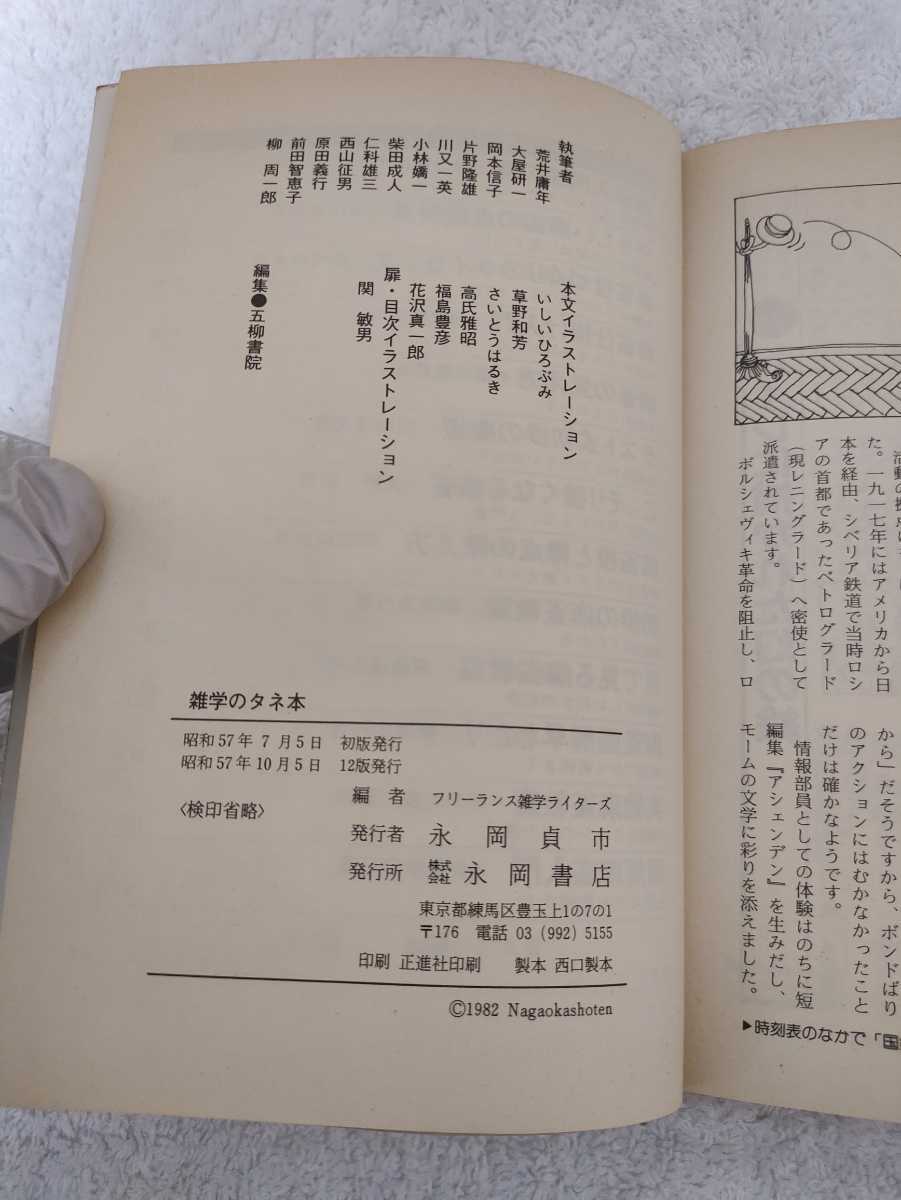 執筆者
荒井庸年
大屋研一
岡本信子
片野隆雄
川又一英
小林嬌一
柴田成人
仁科雄三
西山征男
原田義行
前田智恵子
柳 周一郎
本文イラストレーション
いしいひろぶみ
草野和芳
さいとうはるき
高氏雅昭
福島豊彦
花沢真一郎
扉・目次イラストレーション
関 敏男
編集●五柳書院
雑学のタネ本
昭和57年7月5日 初版発行
昭和57年10月5日 12版発行
〈検印省略〉
編者 フリーランス雑学ライターズ
発行者 永岡貞市
発行所 株式会社 永岡書店
東京都練馬区豊玉上1の7の1
〒176 電話 03 (992) 5155
印刷 正進社印刷 製本 西口製本
©1982 Nagaokashoten
た。一九一七年にはアメリカから日
本を経由、シベリア鉄道で当時ロシ
アの首都であったペトログラード
（現レニングラード）へ密使として
派遣されています。
ボルシェヴィキ革命を阻止し、ロ
から」だそうですから、ボンドばり
のアクションにはむかなかったこと
だけは確かなようです。
情報部員としての体験はのちに短
編集『アシェンデン』を生みだし、
モームの文学に彩りを添えました。
▶時刻表のなかで「国